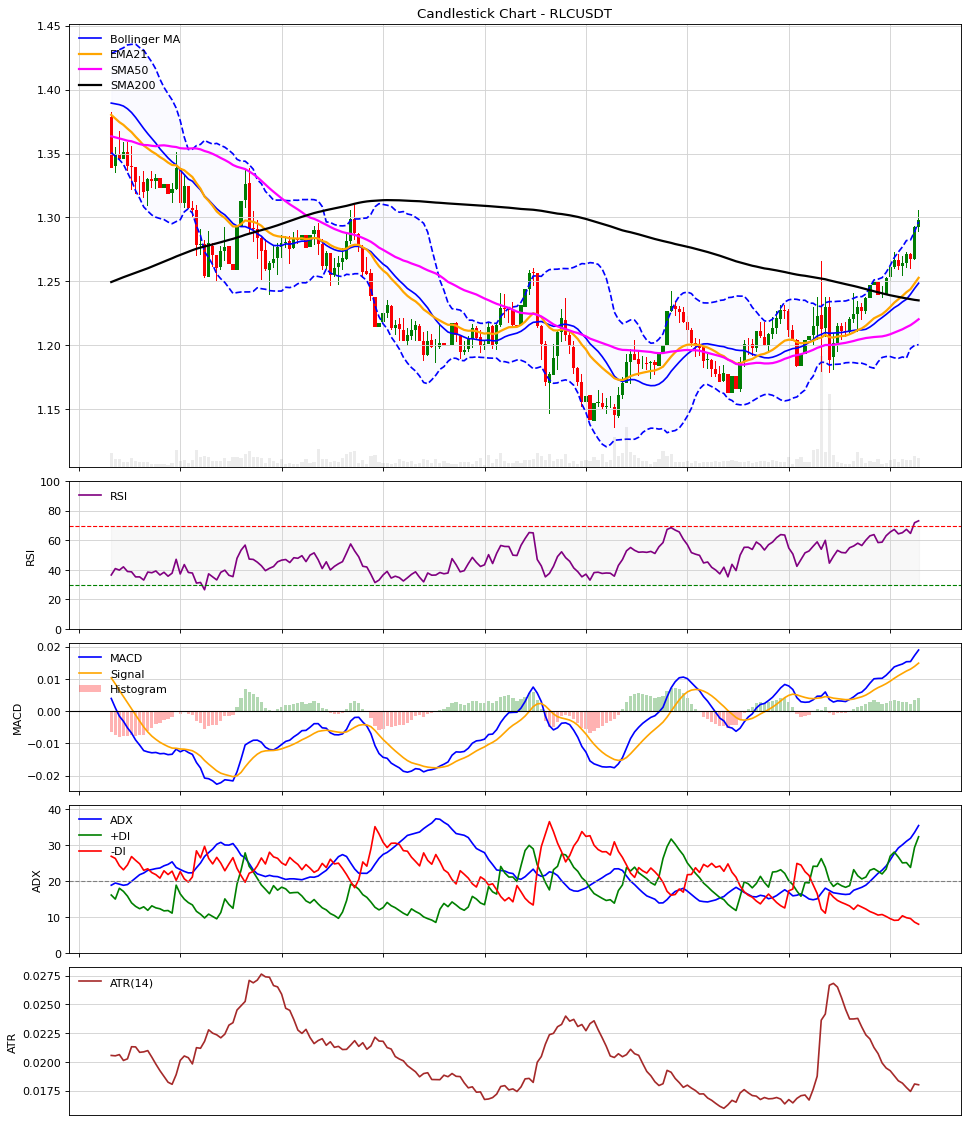 Candlestick Chart - RLCUSDT
Bollinger MA
EMA21
SMA50
SMA200
1.45
1.40
1.35
1.30
1.25
1.20
1.15
RSI
100
80
60
40
20
0
RSI
MACD
Signal
Histogram
0.02
0.01
0.00
−0.01
−0.02
MACD
ADX
+DI
-DI
40
30
20
10
0
ADX
ATR(14)
0.0275
0.0250
0.0225
0.0200
0.0175
ATR